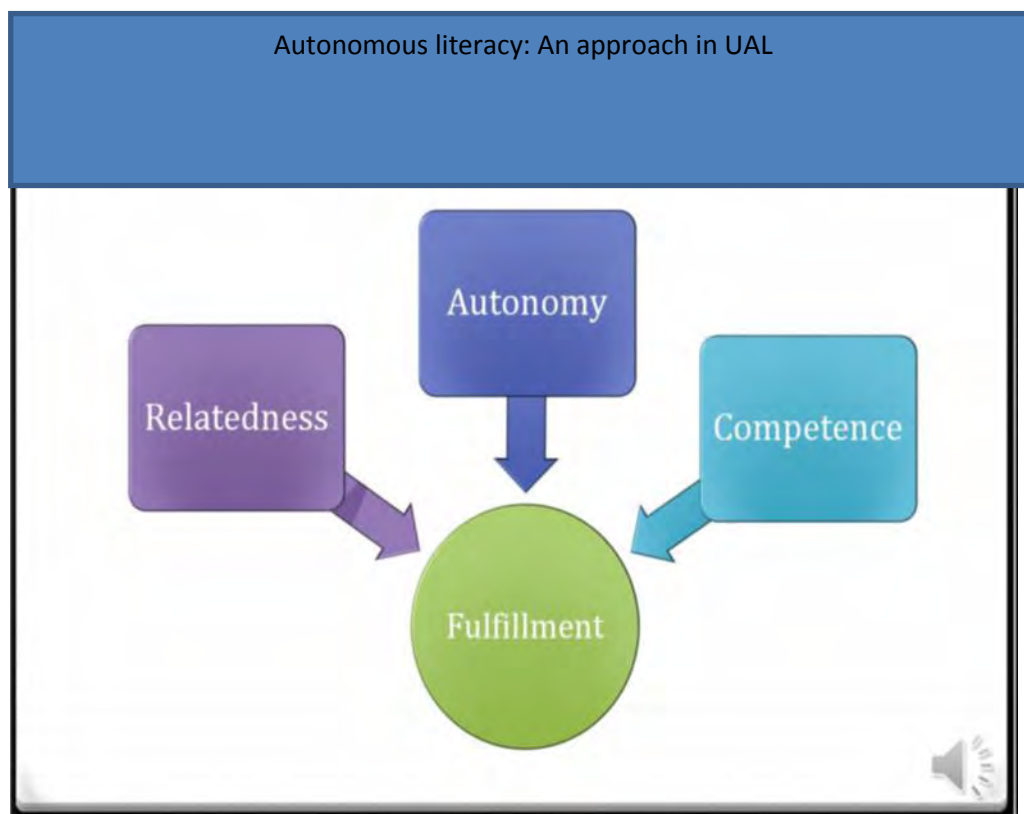 Autonomous literacy: An approach in UAL
Autonomy
Relatedness
Competence
Fulfillment